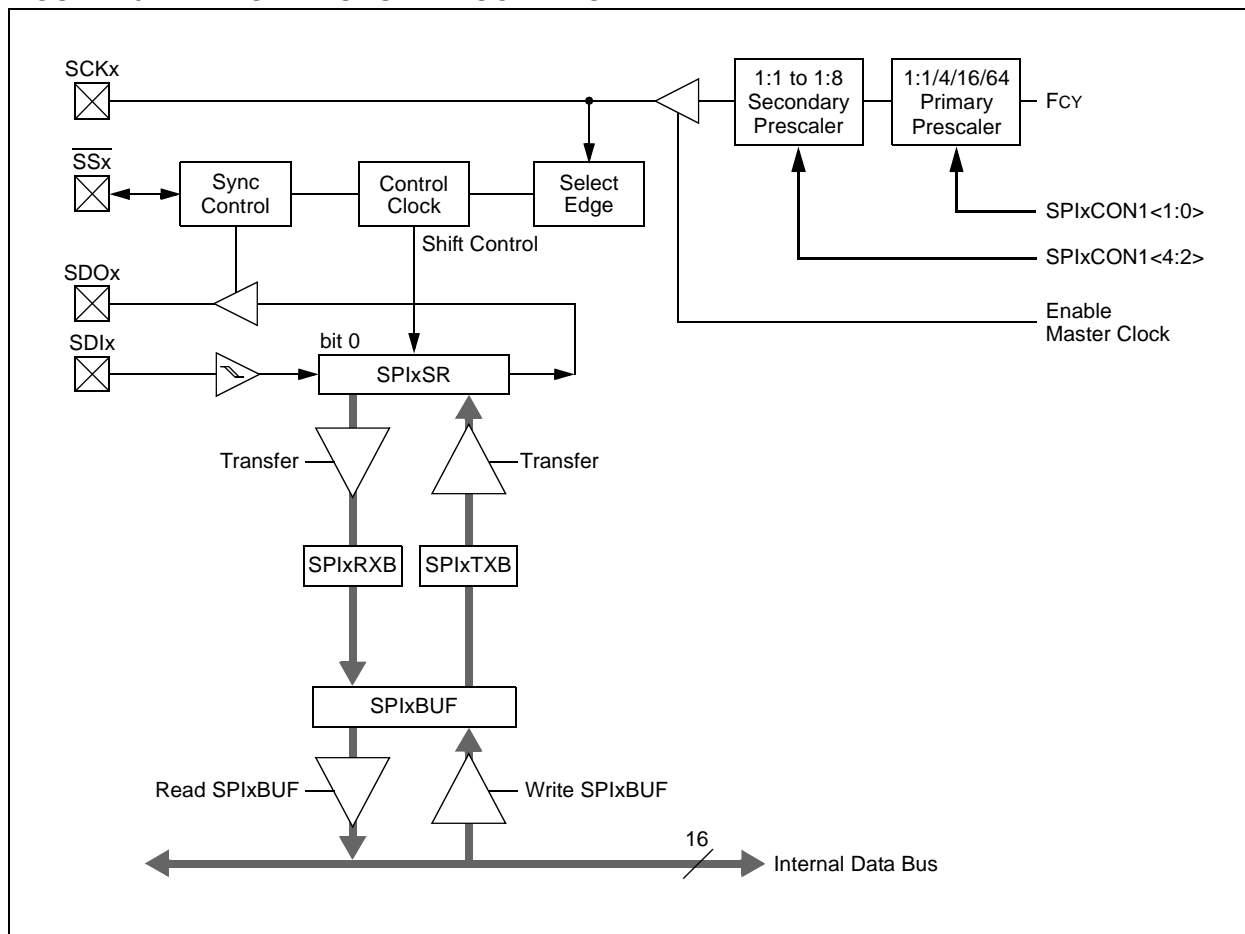 SCKx
1:1 to 1:8
Secondary
Prescaler
1:1/4/16/64
Primary
Prescaler
FCY
SSx
Sync
Control
Control
Clock
Select
Edge
SPIxCON1<1:0>
Shift Control
SPIxCON1<4:2>
SDOx
Enable
Master Clock
SDIx
bit 0
SPIxSR
Transfer
Transfer
SPIxRXB
SPIxTXB
SPIxBUF
Read SPIxBUF
Write SPIxBUF
16
Internal Data Bus